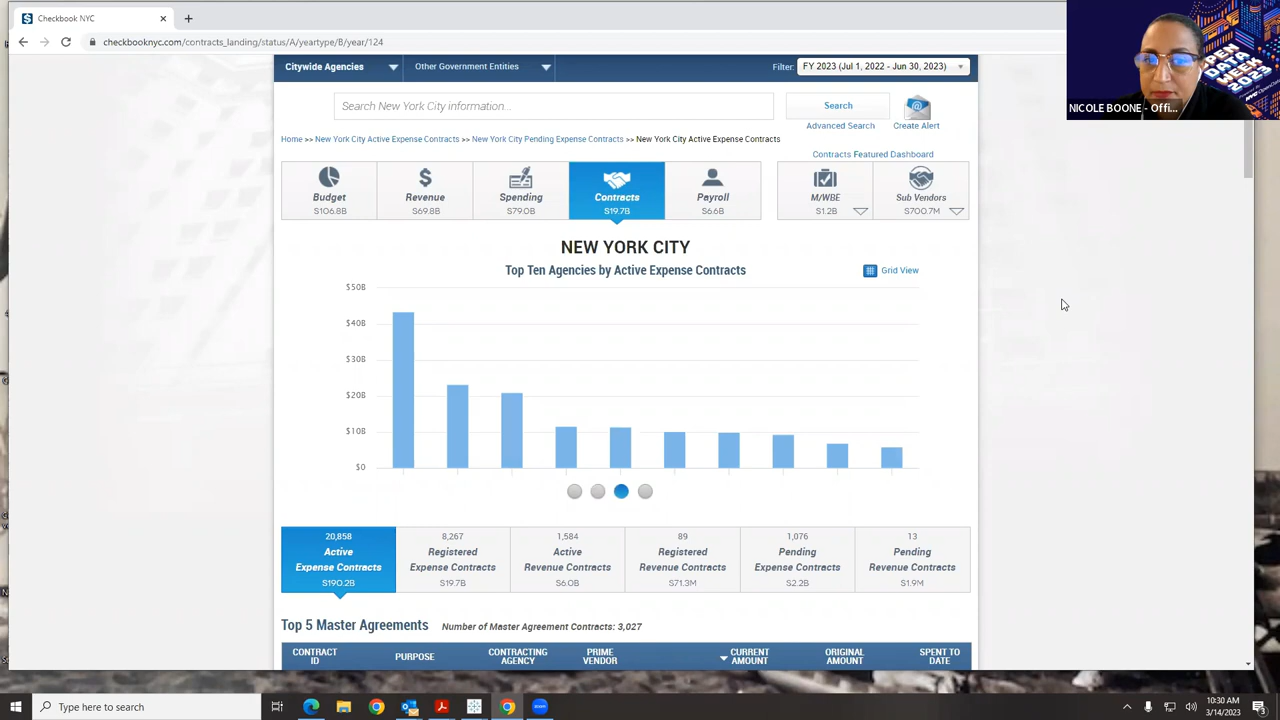 Checkbook NYC
checkbooknyc.com/contracts_landing/status/A/yeartype/B/year/124
Citywide Agencies
Other Government Entities
Filter:
FY 2023 (Jul 1, 2022 - Jun 30, 2023)
OPEN
DATA
WEEK
2023
NICOLE BOONE - Offi...
Search New York City information...
Search
Advanced Search
Create Alert
Home >> New York City Active Expense Contracts >> New York City Pending Expense Contracts >> New York City Active Expense Contracts
Contracts Featured Dashboard
Budget
$106.8B
Revenue
$69.8B
Spending
$79.0B
Contracts
$19.7B
Payroll
$6.6B
M/WBE
$1.2B
Sub Vendors
$700.7M
NEW YORK CITY
Top Ten Agencies by Active Expense Contracts
Grid View
$50B
$40B
$30B
$20B
$10B
$0
20,858
Active
Expense Contracts
$190.2B
8,267
Registered
Expense Contracts
$19.7B
1,584
Active
Revenue Contracts
$6.0B
89
Registered
Revenue Contracts
$71.3M
1,076
Pending
Expense Contracts
$2.2B
13
Pending
Revenue Contracts
$1.9M
Top 5 Master Agreements
Number of Master Agreement Contracts: 3,027
CONTRACT
ID
PURPOSE
CONTRACTING
AGENCY
PRIME
VENDOR
CURRENT
AMOUNT
ORIGINAL
AMOUNT
SPENT TO
DATE
Type here to search
10:30 AM
3/14/2023